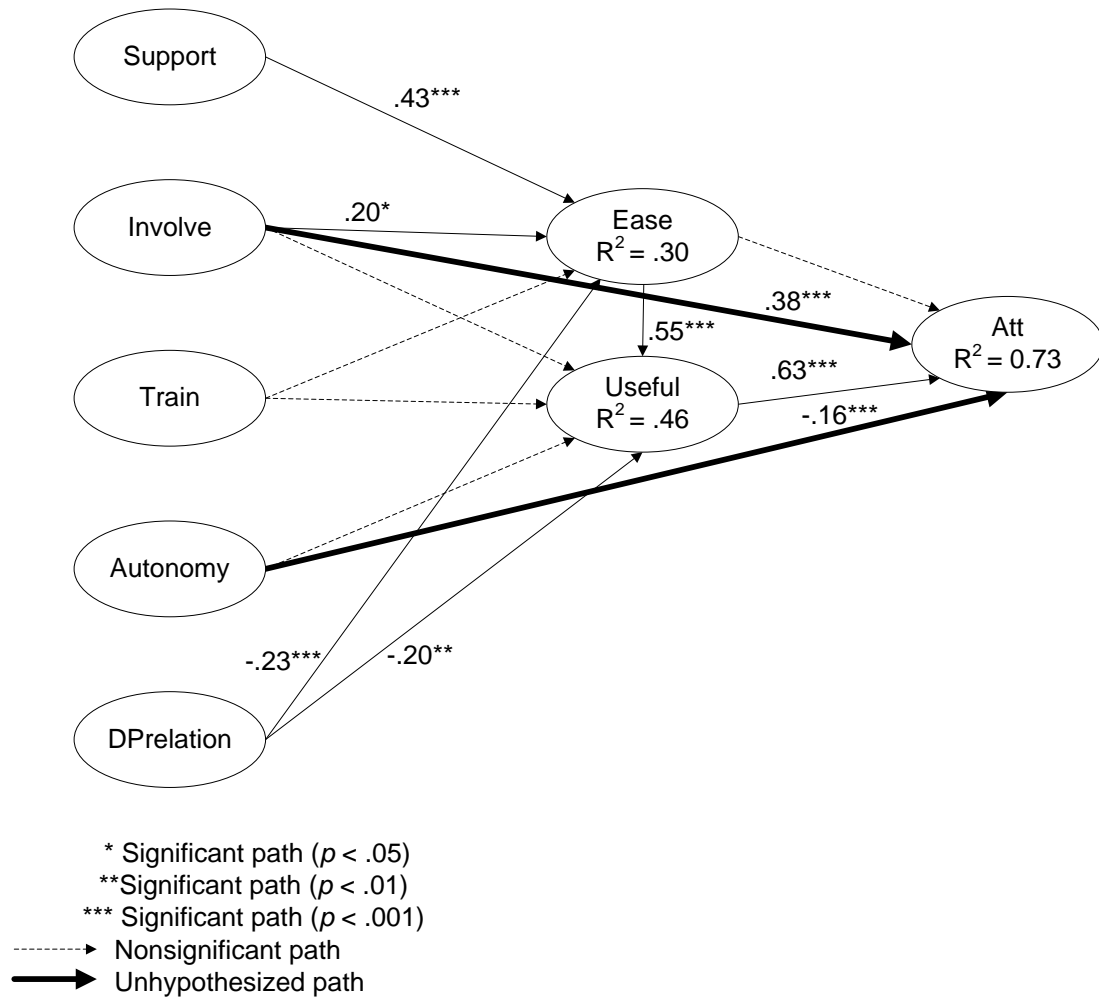 Support
.43***
Involve
.20*
Ease
R² = .30
.38***
Att
R² = 0.73
.55***
Train
Useful
R² = .46
.63***
-.16***
Autonomy
-.23***
-.20**
DPrelation
* Significant path (p < .05)
**Significant path (p < .01)
*** Significant path (p < .001)
Nonsignificant path
Unhypothesized path